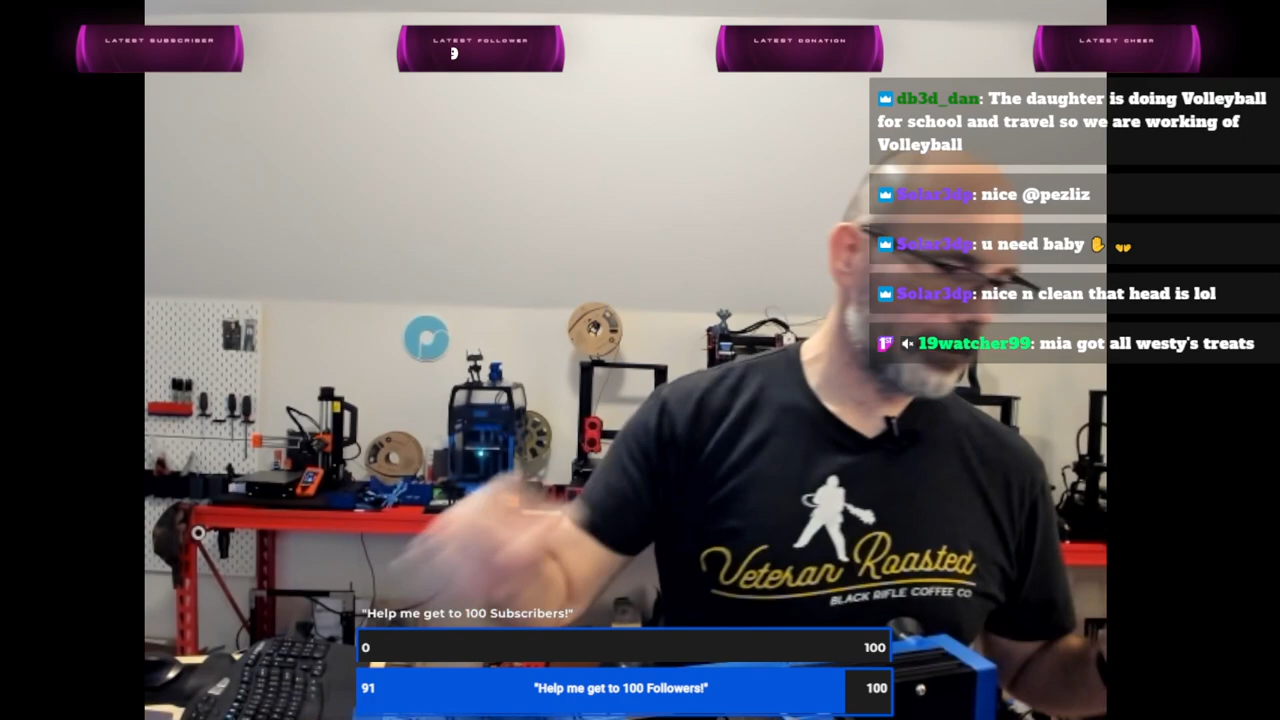 LATEST SUBSCRIBER
LATEST FOLLOWER
9
LATEST DONATION
LATEST CHEER
db3d_dan: The daughter is doing Volleyball
for school and travel so we are working of
Volleyball
Solar3dp: nice @pezliz
Solar3dp: u need baby ✋ 👐
Solar3dp: nice n clean that head is lol
1ST 19watcher99: mia got all westy's treats
Veteran Roasted
BLACK RIFLE COFFEE CO
"Help me get to 100 Subscribers!"
0 100
91 "Help me get to 100 Followers!" 100